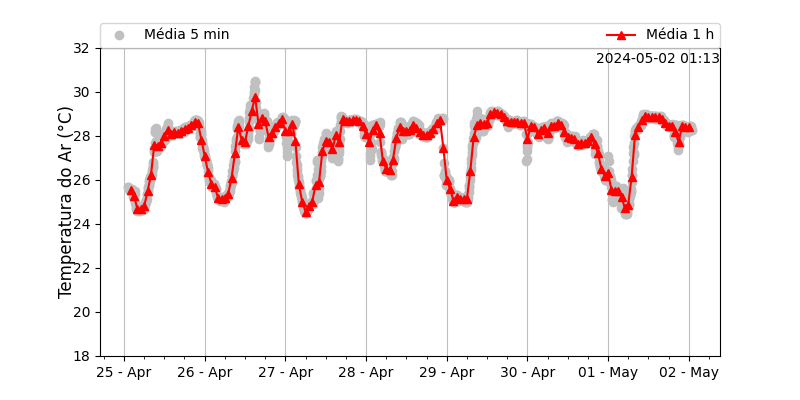 Média 5 min
Média 1 h
2024-05-02 01:13
Temperatura do Ar (°C)
32
30
28
26
24
22
20
18
25 - Apr
26 - Apr
27 - Apr
28 - Apr
29 - Apr
30 - Apr
01 - May
02 - May